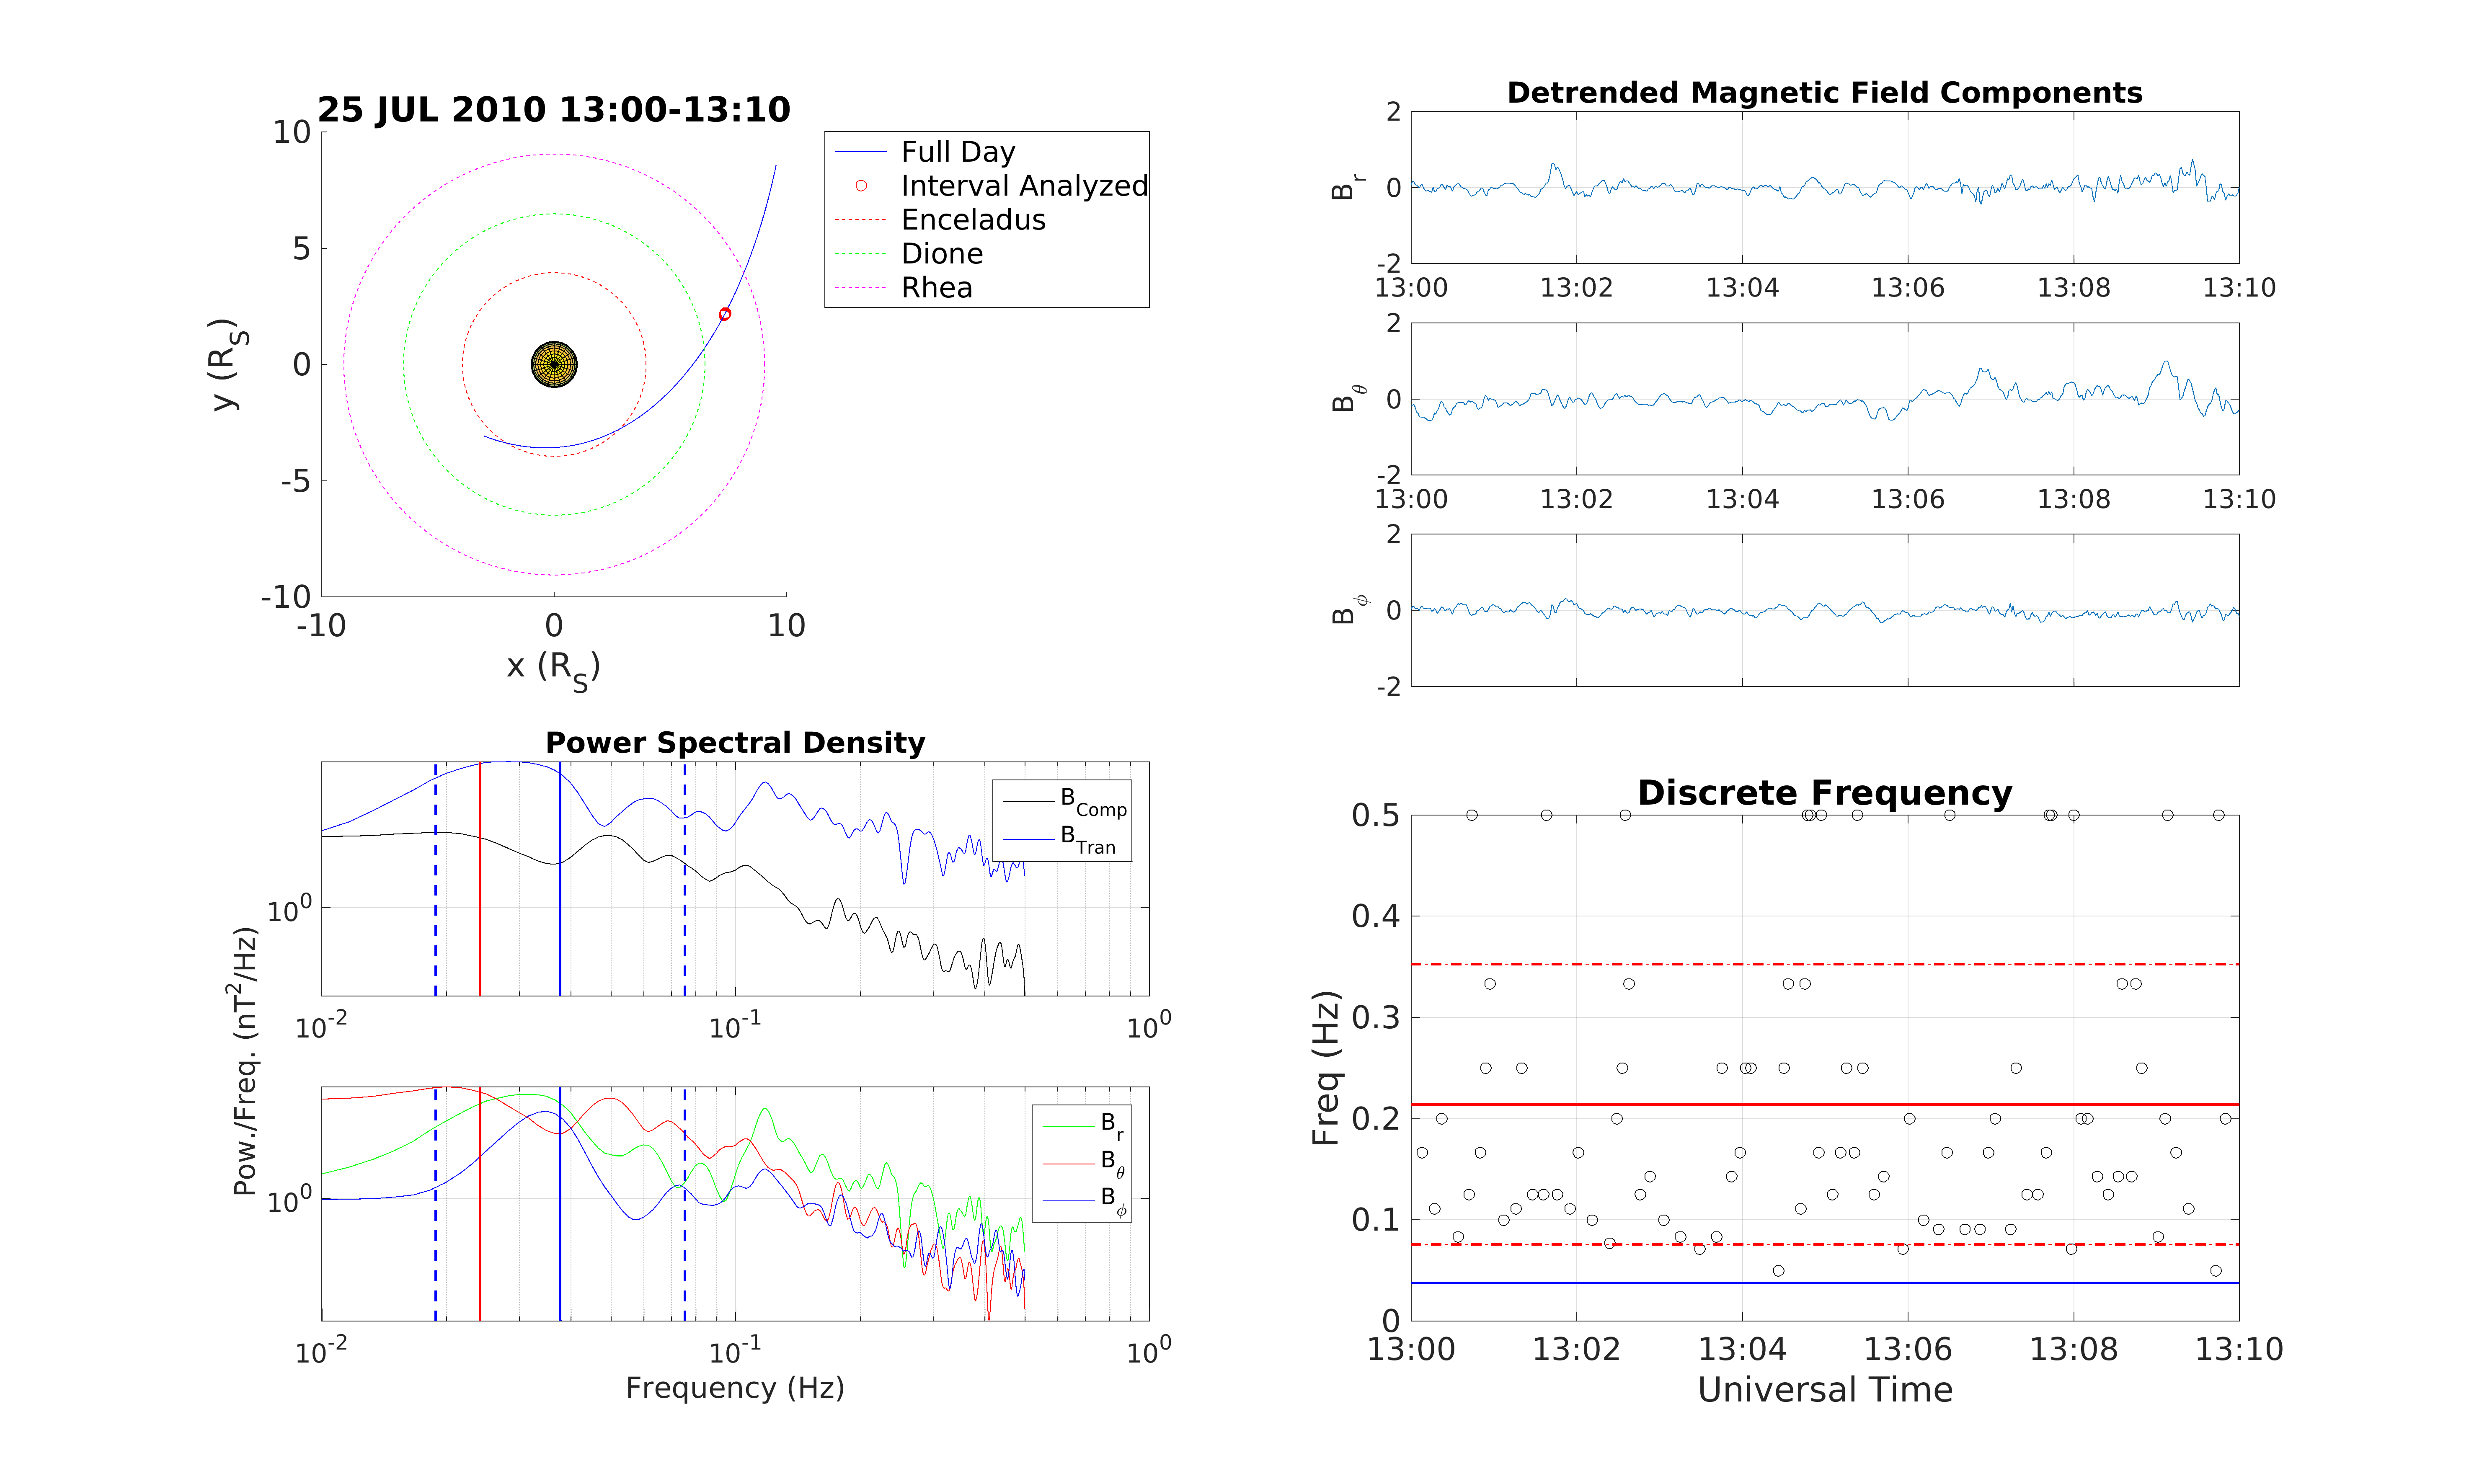 25 JUL 2010 13:00-13:10
10
5
0
-5
-10
y (R_S)
-10 0 10
x (R_S)
Full Day
Interval Analyzed
Enceladus
Dione
Rhea
Detrended Magnetic Field Components
2
0
-2
B_r
13:00 13:02 13:04 13:06 13:08 13:10
2
0
-2
B_θ
13:00 13:02 13:04 13:06 13:08 13:10
2
0
-2
B_ϕ
Power Spectral Density
10^0
B_Comp
B_Tran
10^-2 10^-1 10^0
Pow./Freq. (nT^2/Hz)
10^0
B_r
B_θ
B_ϕ
10^-2 10^-1 10^0
Frequency (Hz)
Discrete Frequency
0.5
0.4
0.3
0.2
0.1
0
Freq (Hz)
13:00 13:02 13:04 13:06 13:08 13:10
Universal Time